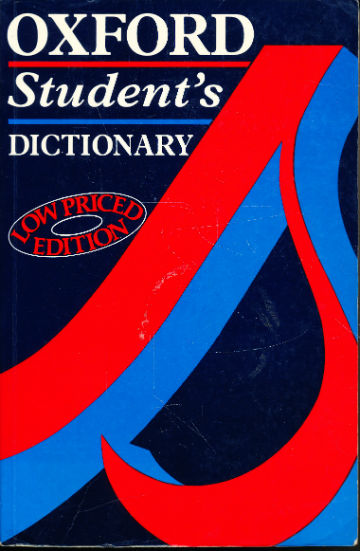 OXFORD
Student's
DICTIONARY
LOW PRICED
EDITION